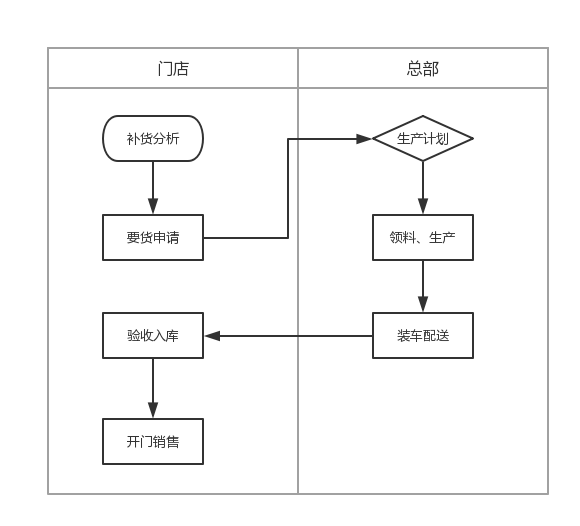 门店
总部
补货分析
生产计划
要货申请
领料、生产
验收入库
装车配送
开门销售